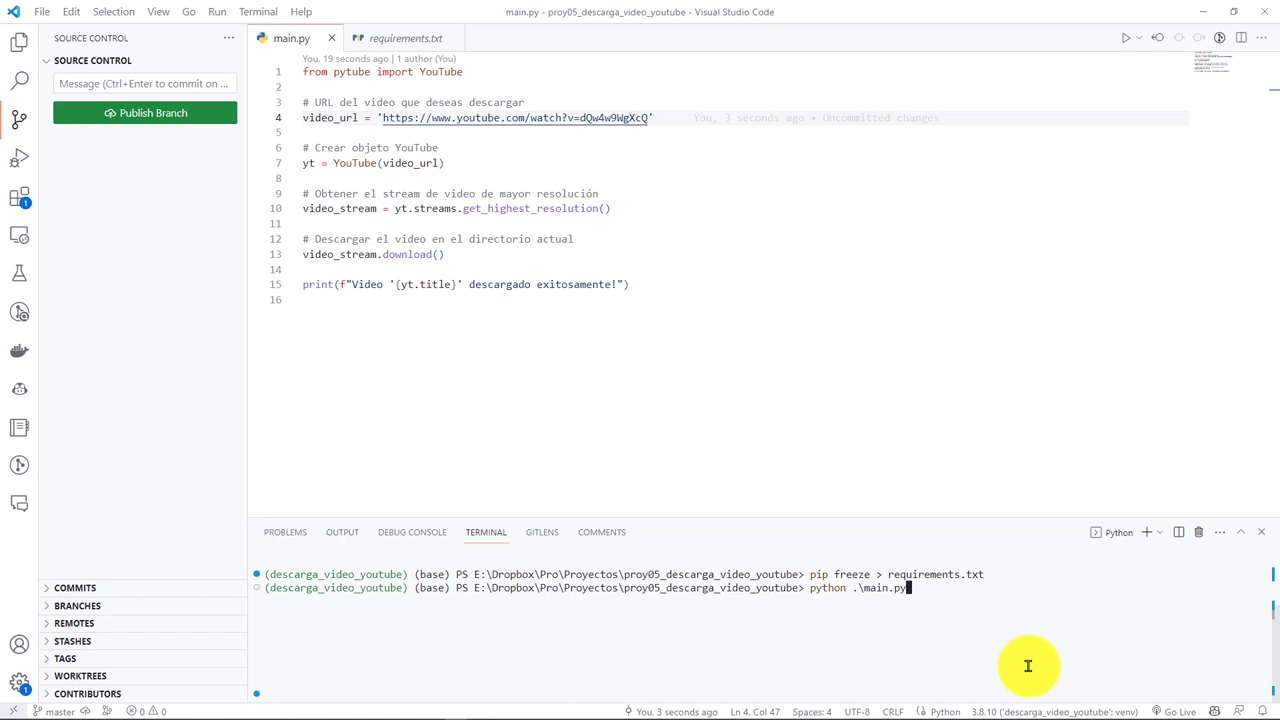 File Edit Selection View Go Run Terminal Help main.py - proy05_descarga_video_youtube - Visual Studio Code
SOURCE CONTROL ···
SOURCE CONTROL
Message (Ctrl+Enter to commit on ...
Publish Branch
COMMITS
BRANCHES
REMOTES
STASHES
TAGS
WORKTREES
CONTRIBUTORS
1
1
main.py requirements.txt
You, 19 seconds ago | 1 author (You)
1 from pytube import YouTube
2
3 # URL del video que deseas descargar
4 video_url = 'https://www.youtube.com/watch?v=dQw4w9WgXcQ' You, 3 seconds ago • Uncommitted changes
5
6 # Crear objeto YouTube
7 yt = YouTube(video_url)
8
9 # Obtener el stream de video de mayor resolución
10 video_stream = yt.streams.get_highest_resolution()
11
12 # Descargar el video en el directorio actual
13 video_stream.download()
14
15 print(f"Video '{yt.title}' descargado exitosamente!")
16
PROBLEMS OUTPUT DEBUG CONSOLE TERMINAL GITLENS COMMENTS Python
(descarga_video_youtube) (base) PS E:\Dropbox\Pro\Proyectos\proy05_descarga_video_youtube> pip freeze > requirements.txt
(descarga_video_youtube) (base) PS E:\Dropbox\Pro\Proyectos\proy05_descarga_video_youtube> python .\main.py
master 0 0 You, 3 seconds ago Ln 4, Col 47 Spaces: 4 UTF-8 CRLF Python 3.8.10 ('descarga_video_youtube': venv) Go Live